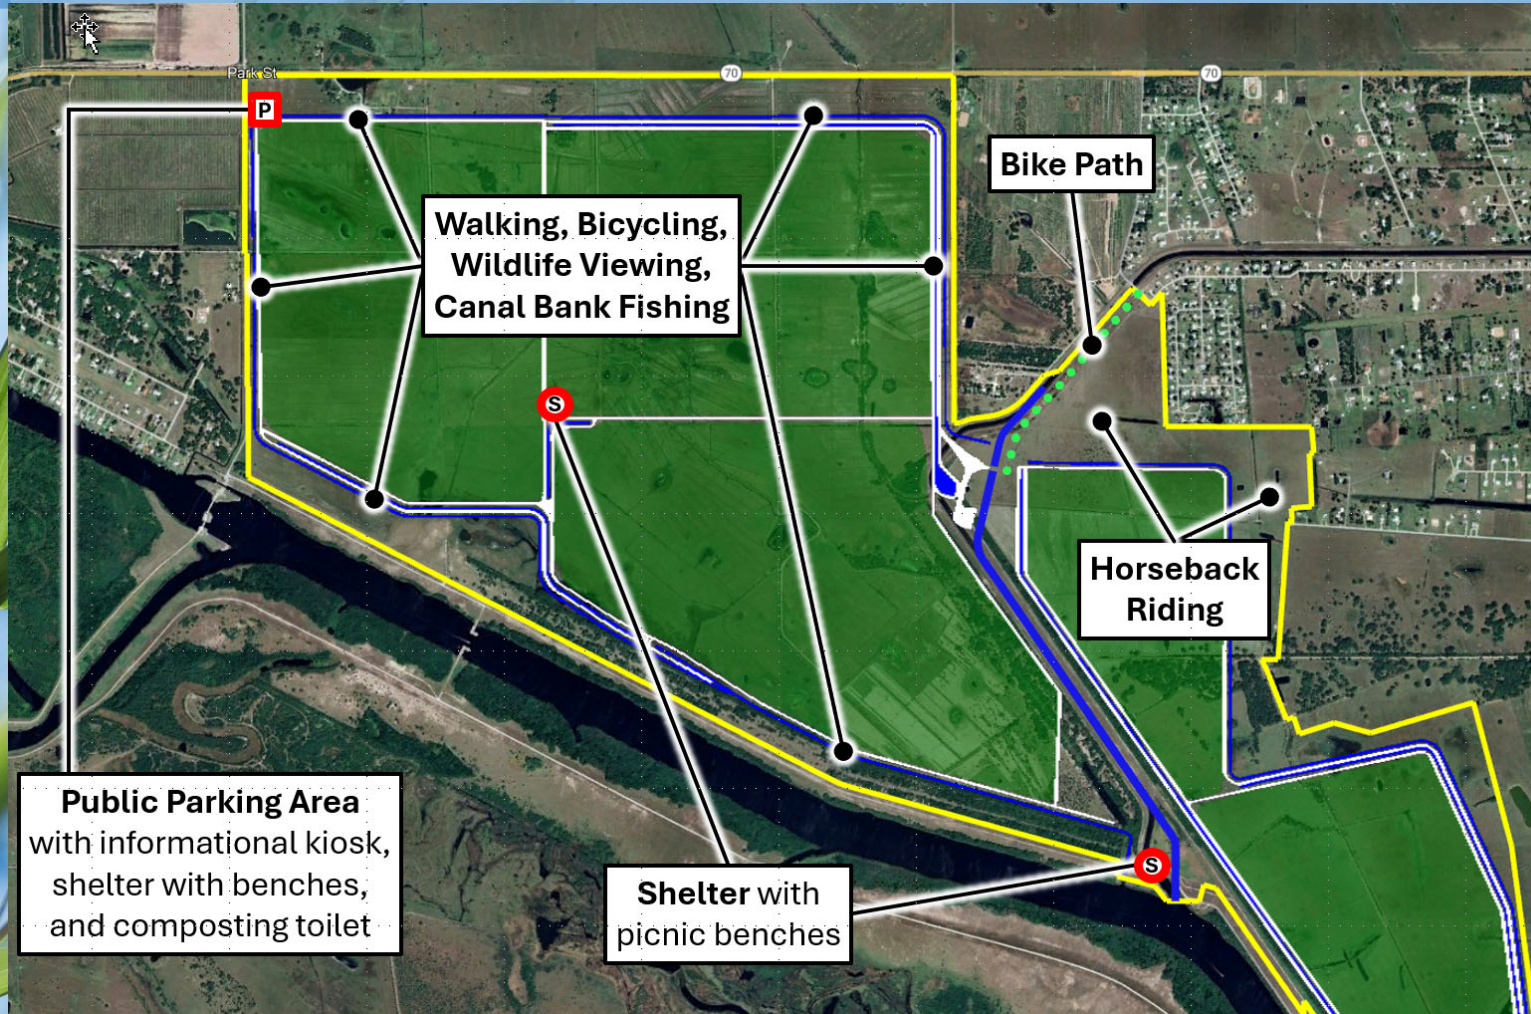 Park St
70
70
P
Bike Path
Walking, Bicycling,
Wildlife Viewing,
Canal Bank Fishing
S
Horseback
Riding
Public Parking Area
with informational kiosk,
shelter with benches,
and composting toilet
Shelter with
picnic benches
S